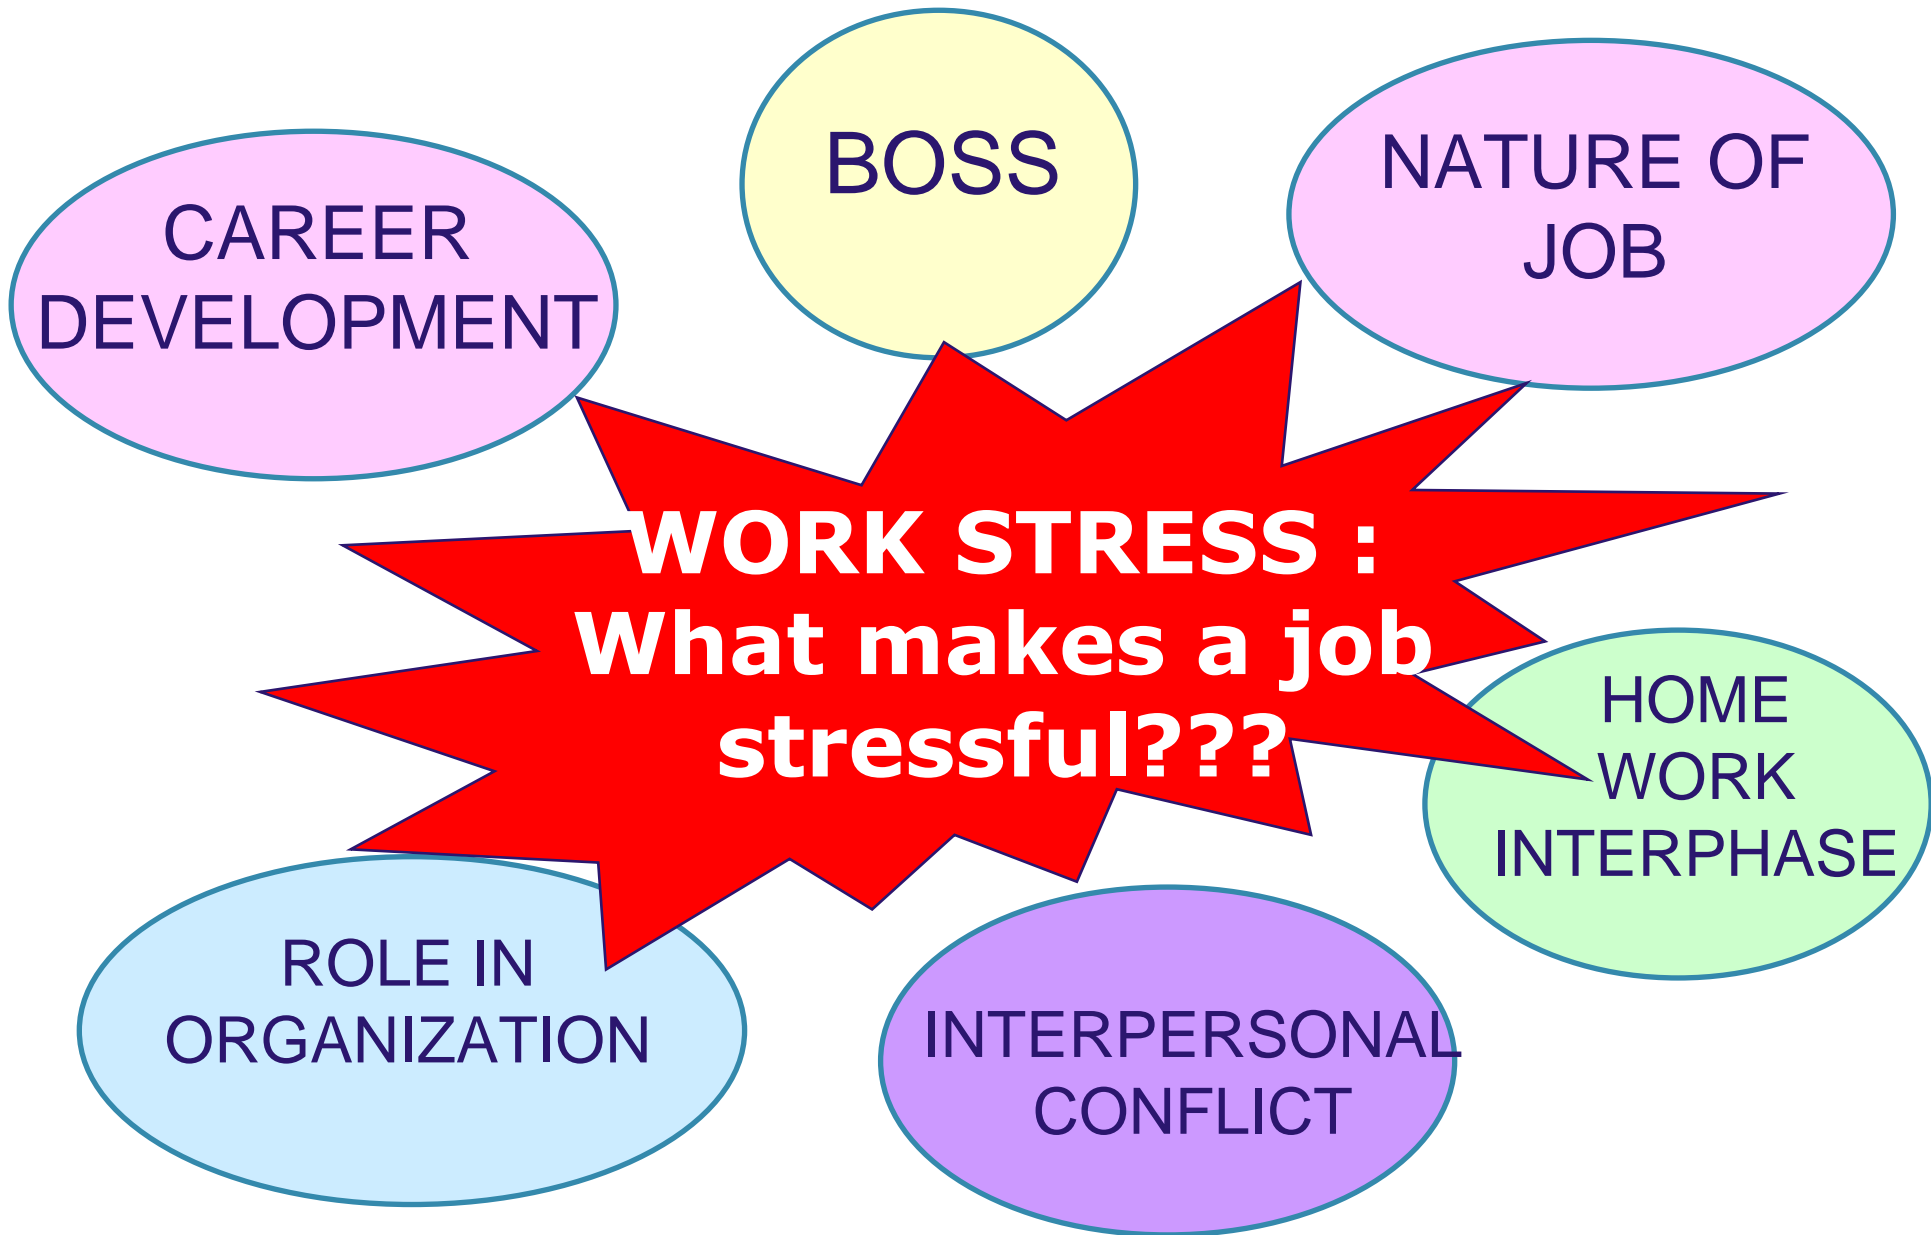 BOSS
NATURE OF
JOB
CAREER
DEVELOPMENT
WORK STRESS :
What makes a job
stressful???
HOME
WORK
INTERPHASE
ROLE IN
ORGANIZATION
INTERPERSONAL
CONFLICT